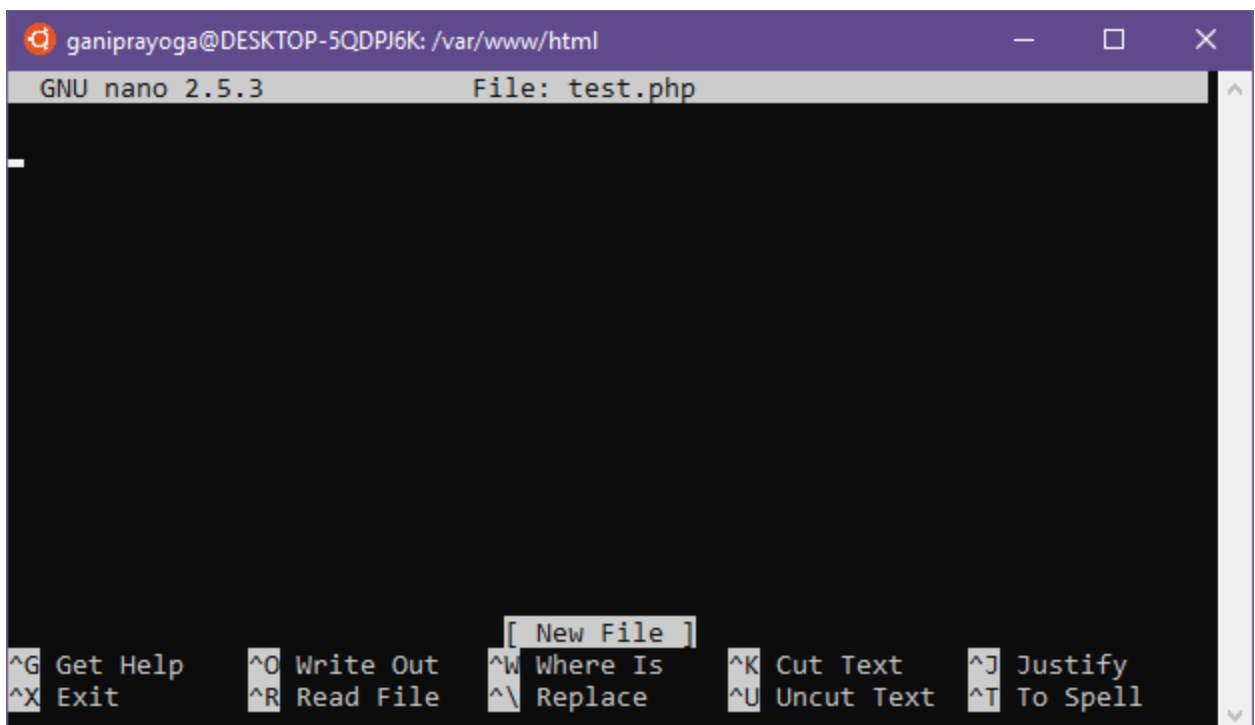 ganiprayoga@DESKTOP-5QDPJ6K: /var/www/html
GNU nano 2.5.3 File: test.php
[ New File ]
^G Get Help ^O Write Out ^W Where Is ^K Cut Text ^J Justify
^X Exit ^R Read File ^\ Replace ^U Uncut Text ^T To Spell